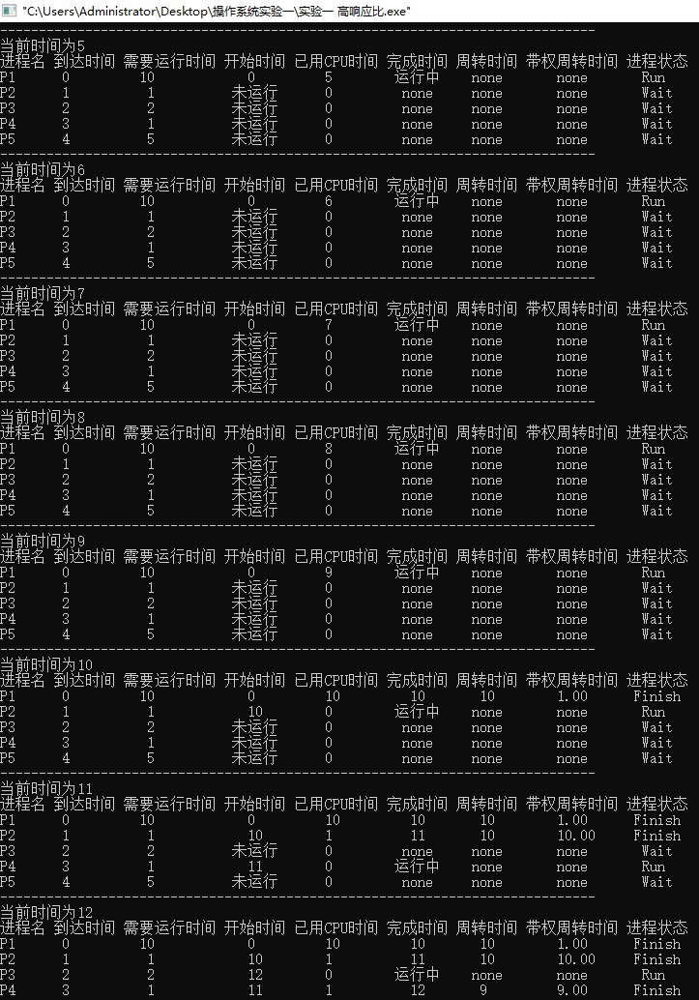 "C:\Users\Administrator\Desktop\操作系统实验一\实验一 高响应比.exe"
--------------------------------------------------------------------------------
当前时间为5
进程名 到达时间 需要运行时间 开始时间 已用CPU时间 完成时间 周转时间 带权周转时间 进程状态
P1 0 10 0 5 运行中 none none Run
P2 1 1 未运行 0 none none none Wait
P3 2 2 未运行 0 none none none Wait
P4 3 1 未运行 0 none none none Wait
P5 4 5 未运行 0 none none none Wait
--------------------------------------------------------------------------------
当前时间为6
进程名 到达时间 需要运行时间 开始时间 已用CPU时间 完成时间 周转时间 带权周转时间 进程状态
P1 0 10 0 6 运行中 none none Run
P2 1 1 未运行 0 none none none Wait
P3 2 2 未运行 0 none none none Wait
P4 3 1 未运行 0 none none none Wait
P5 4 5 未运行 0 none none none Wait
--------------------------------------------------------------------------------
当前时间为7
进程名 到达时间 需要运行时间 开始时间 已用CPU时间 完成时间 周转时间 带权周转时间 进程状态
P1 0 10 0 7 运行中 none none Run
P2 1 1 未运行 0 none none none Wait
P3 2 2 未运行 0 none none none Wait
P4 3 1 未运行 0 none none none Wait
P5 4 5 未运行 0 none none none Wait
--------------------------------------------------------------------------------
当前时间为8
进程名 到达时间 需要运行时间 开始时间 已用CPU时间 完成时间 周转时间 带权周转时间 进程状态
P1 0 10 0 8 运行中 none none Run
P2 1 1 未运行 0 none none none Wait
P3 2 2 未运行 0 none none none Wait
P4 3 1 未运行 0 none none none Wait
P5 4 5 未运行 0 none none none Wait
--------------------------------------------------------------------------------
当前时间为9
进程名 到达时间 需要运行时间 开始时间 已用CPU时间 完成时间 周转时间 带权周转时间 进程状态
P1 0 10 0 9 运行中 none none Run
P2 1 1 未运行 0 none none none Wait
P3 2 2 未运行 0 none none none Wait
P4 3 1 未运行 0 none none none Wait
P5 4 5 未运行 0 none none none Wait
--------------------------------------------------------------------------------
当前时间为10
进程名 到达时间 需要运行时间 开始时间 已用CPU时间 完成时间 周转时间 带权周转时间 进程状态
P1 0 10 0 10 10 10 1.00 Finish
P2 1 1 10 0 运行中 none none Run
P3 2 2 未运行 0 none none none Wait
P4 3 1 未运行 0 none none none Wait
P5 4 5 未运行 0 none none none Wait
--------------------------------------------------------------------------------
当前时间为11
进程名 到达时间 需要运行时间 开始时间 已用CPU时间 完成时间 周转时间 带权周转时间 进程状态
P1 0 10 0 10 10 10 1.00 Finish
P2 1 1 10 1 11 10 10.00 Finish
P3 2 2 未运行 0 none none none Wait
P4 3 1 11 0 运行中 none none Run
P5 4 5 未运行 0 none none none Wait
--------------------------------------------------------------------------------
当前时间为12
进程名 到达时间 需要运行时间 开始时间 已用CPU时间 完成时间 周转时间 带权周转时间 进程状态
P1 0 10 0 10 10 10 1.00 Finish
P2 1 1 10 1 11 10 10.00 Finish
P3 2 2 12 0 运行中 none none Run
P4 3 1 11 1 12 9 9.00 Finish